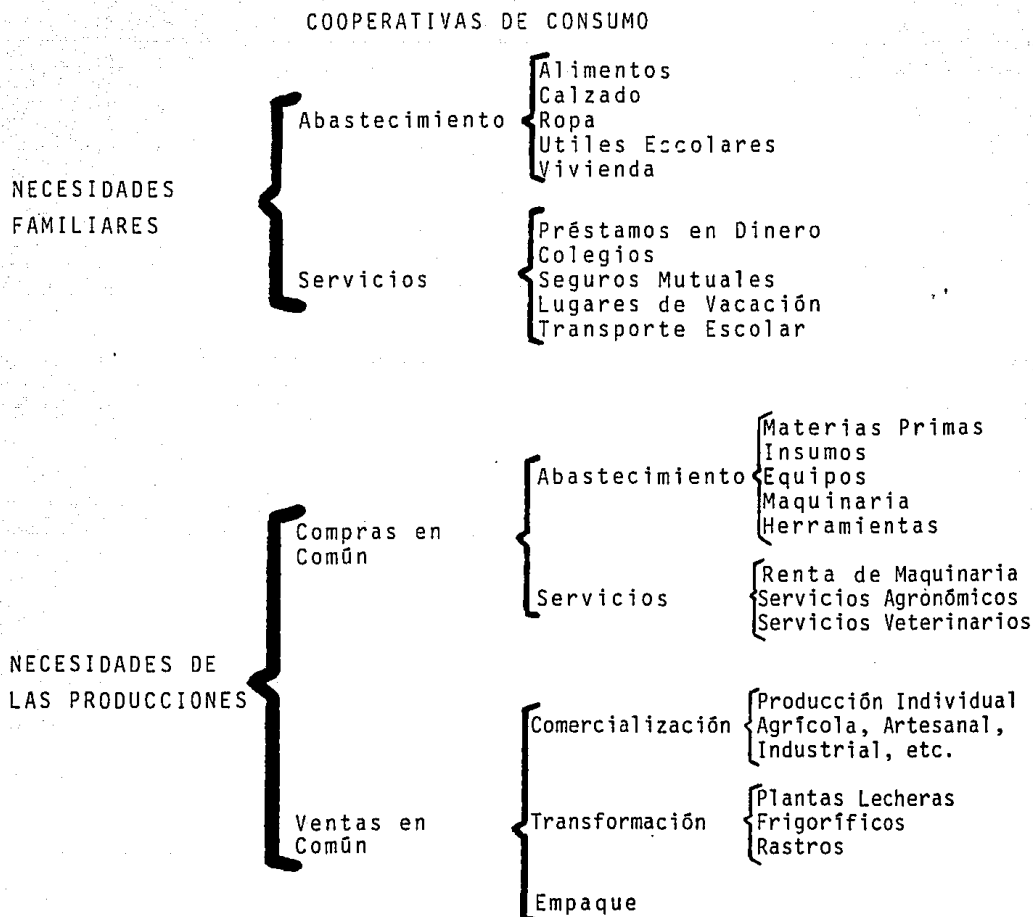 COOPERATIVAS DE CONSUMO
NECESIDADES
FAMILIARES
Abastecimiento
Alimentos
Calzado
Ropa
Utiles Eccolares
Vivienda
Servicios
Préstamos en Dinero
Colegios
Seguros Mutuales
Lugares de Vacación
Transporte Escolar
NECESIDADES DE
LAS PRODUCCIONES
Compras en
Común
Abastecimiento
Materias Primas
Insumos
Equipos
Maquinaria
Herramientas
Servicios
Renta de Maquinaria
Servicios Agronómicos
Servicios Veterinarios
Ventas en
Común
Comercialización
Producción Individual
Agrícola, Artesanal,
Industrial, etc.
Transformación
Plantas Lecheras
Frigoríficos
Rastros
Empaque